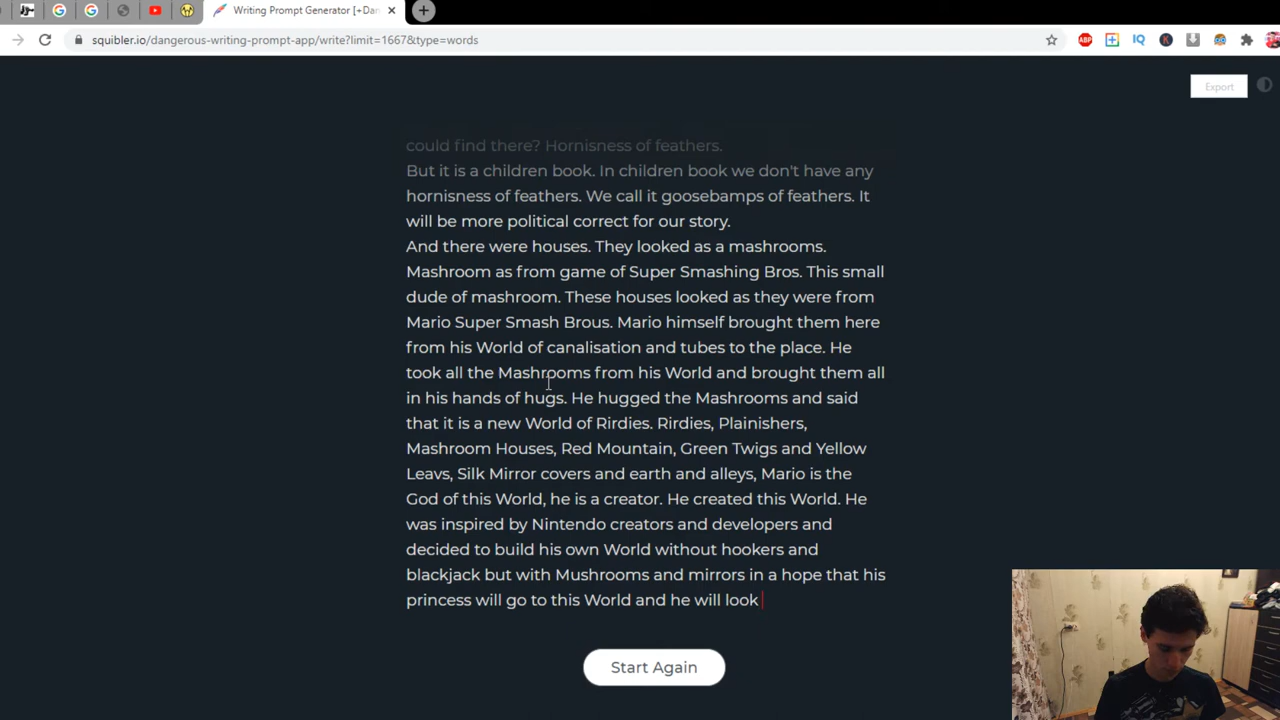 Writing Prompt Generator [+Dan
squibler.io/dangerous-writing-prompt-app/write?limit=1667&type=words
ABP
IQ
K
Export
could find there? Hornisness of feathers.
But it is a children book. In children book we don't have any
hornisness of feathers. We call it goosebamps of feathers. It
will be more political correct for our story.
And there were houses. They looked as a mashrooms.
Mashroom as from game of Super Smashing Bros. This small
dude of mashroom. These houses looked as they were from
Mario Super Smash Brous. Mario himself brought them here
from his World of canalisation and tubes to the place. He
took all the Mashrooms from his World and brought them all
in his hands of hugs. He hugged the Mashrooms and said
that it is a new World of Rirdies. Rirdies, Plainishers,
Mashroom Houses, Red Mountain, Green Twigs and Yellow
Leavs, Silk Mirror covers and earth and alleys, Mario is the
God of this World, he is a creator. He created this World. He
was inspired by Nintendo creators and developers and
decided to build his own World without hookers and
blackjack but with Mushrooms and mirrors in a hope that his
princess will go to this World and he will look
Start Again